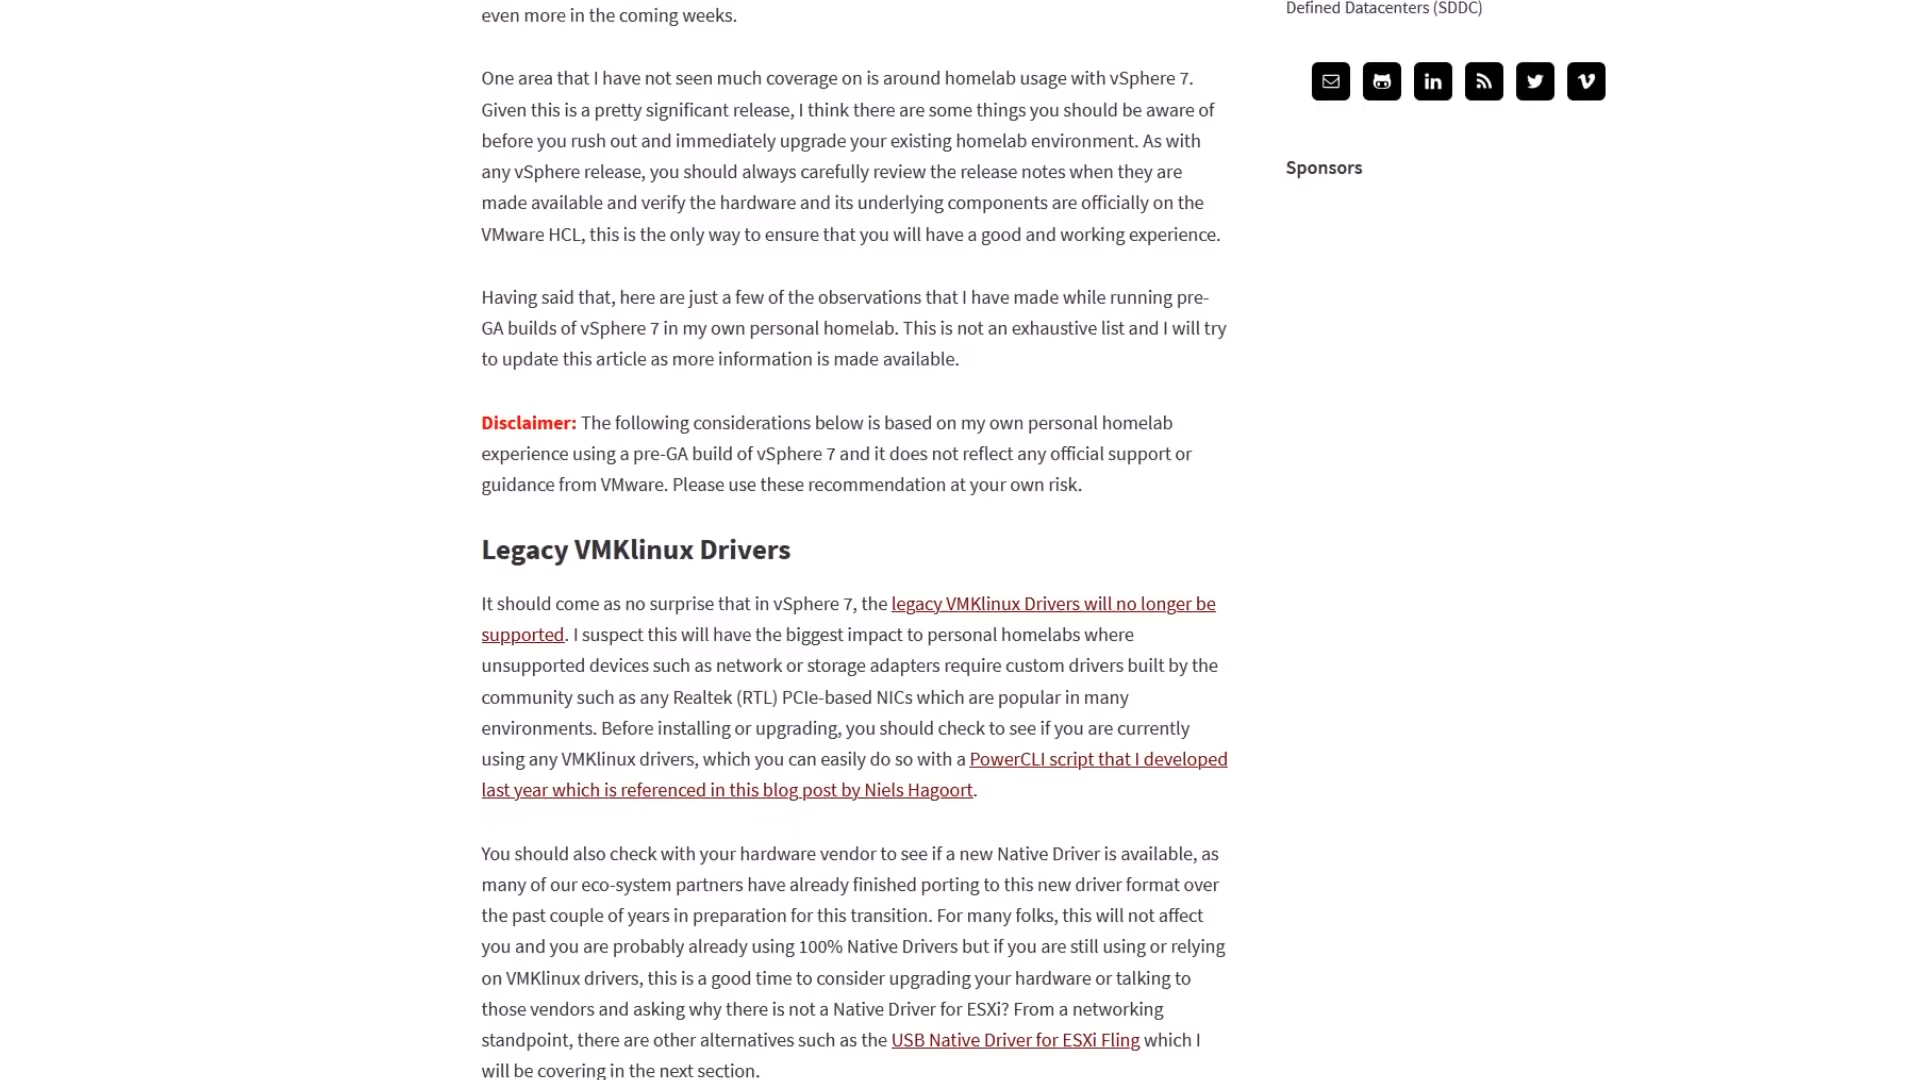 even more in the coming weeks.
One area that I have not seen much coverage on is around homelab usage with vSphere 7.
Given this is a pretty significant release, I think there are some things you should be aware of
before you rush out and immediately upgrade your existing homelab environment. As with
any vSphere release, you should always carefully review the release notes when they are
made available and verify the hardware and its underlying components are officially on the
VMware HCL, this is the only way to ensure that you will have a good and working experience.
Having said that, here are just a few of the observations that I have made while running pre-
GA builds of vSphere 7 in my own personal homelab. This is not an exhaustive list and I will try
to update this article as more information is made available.
Disclaimer: The following considerations below is based on my own personal homelab
experience using a pre-GA build of vSphere 7 and it does not reflect any official support or
guidance from VMware. Please use these recommendation at your own risk.
Legacy VMKlinux Drivers
It should come as no surprise that in vSphere 7, the legacy VMKlinux Drivers will no longer be
supported. I suspect this will have the biggest impact to personal homelabs where
unsupported devices such as network or storage adapters require custom drivers built by the
community such as any Realtek (RTL) PCIe-based NICs which are popular in many
environments. Before installing or upgrading, you should check to see if you are currently
using any VMKlinux drivers, which you can easily do so with a PowerCLI script that I developed
last year which is referenced in this blog post by Niels Hagoort.
You should also check with your hardware vendor to see if a new Native Driver is available, as
many of our eco-system partners have already finished porting to this new driver format over
the past couple of years in preparation for this transition. For many folks, this will not affect
you and you are probably already using 100% Native Drivers but if you are still using or relying
on VMKlinux drivers, this is a good time to consider upgrading your hardware or talking to
those vendors and asking why there is not a Native Driver for ESXi? From a networking
standpoint, there are other alternatives such as the USB Native Driver for ESXi Fling which I
will be covering in the next section.
Defined Datacenters (SDDC)
in
Sponsors